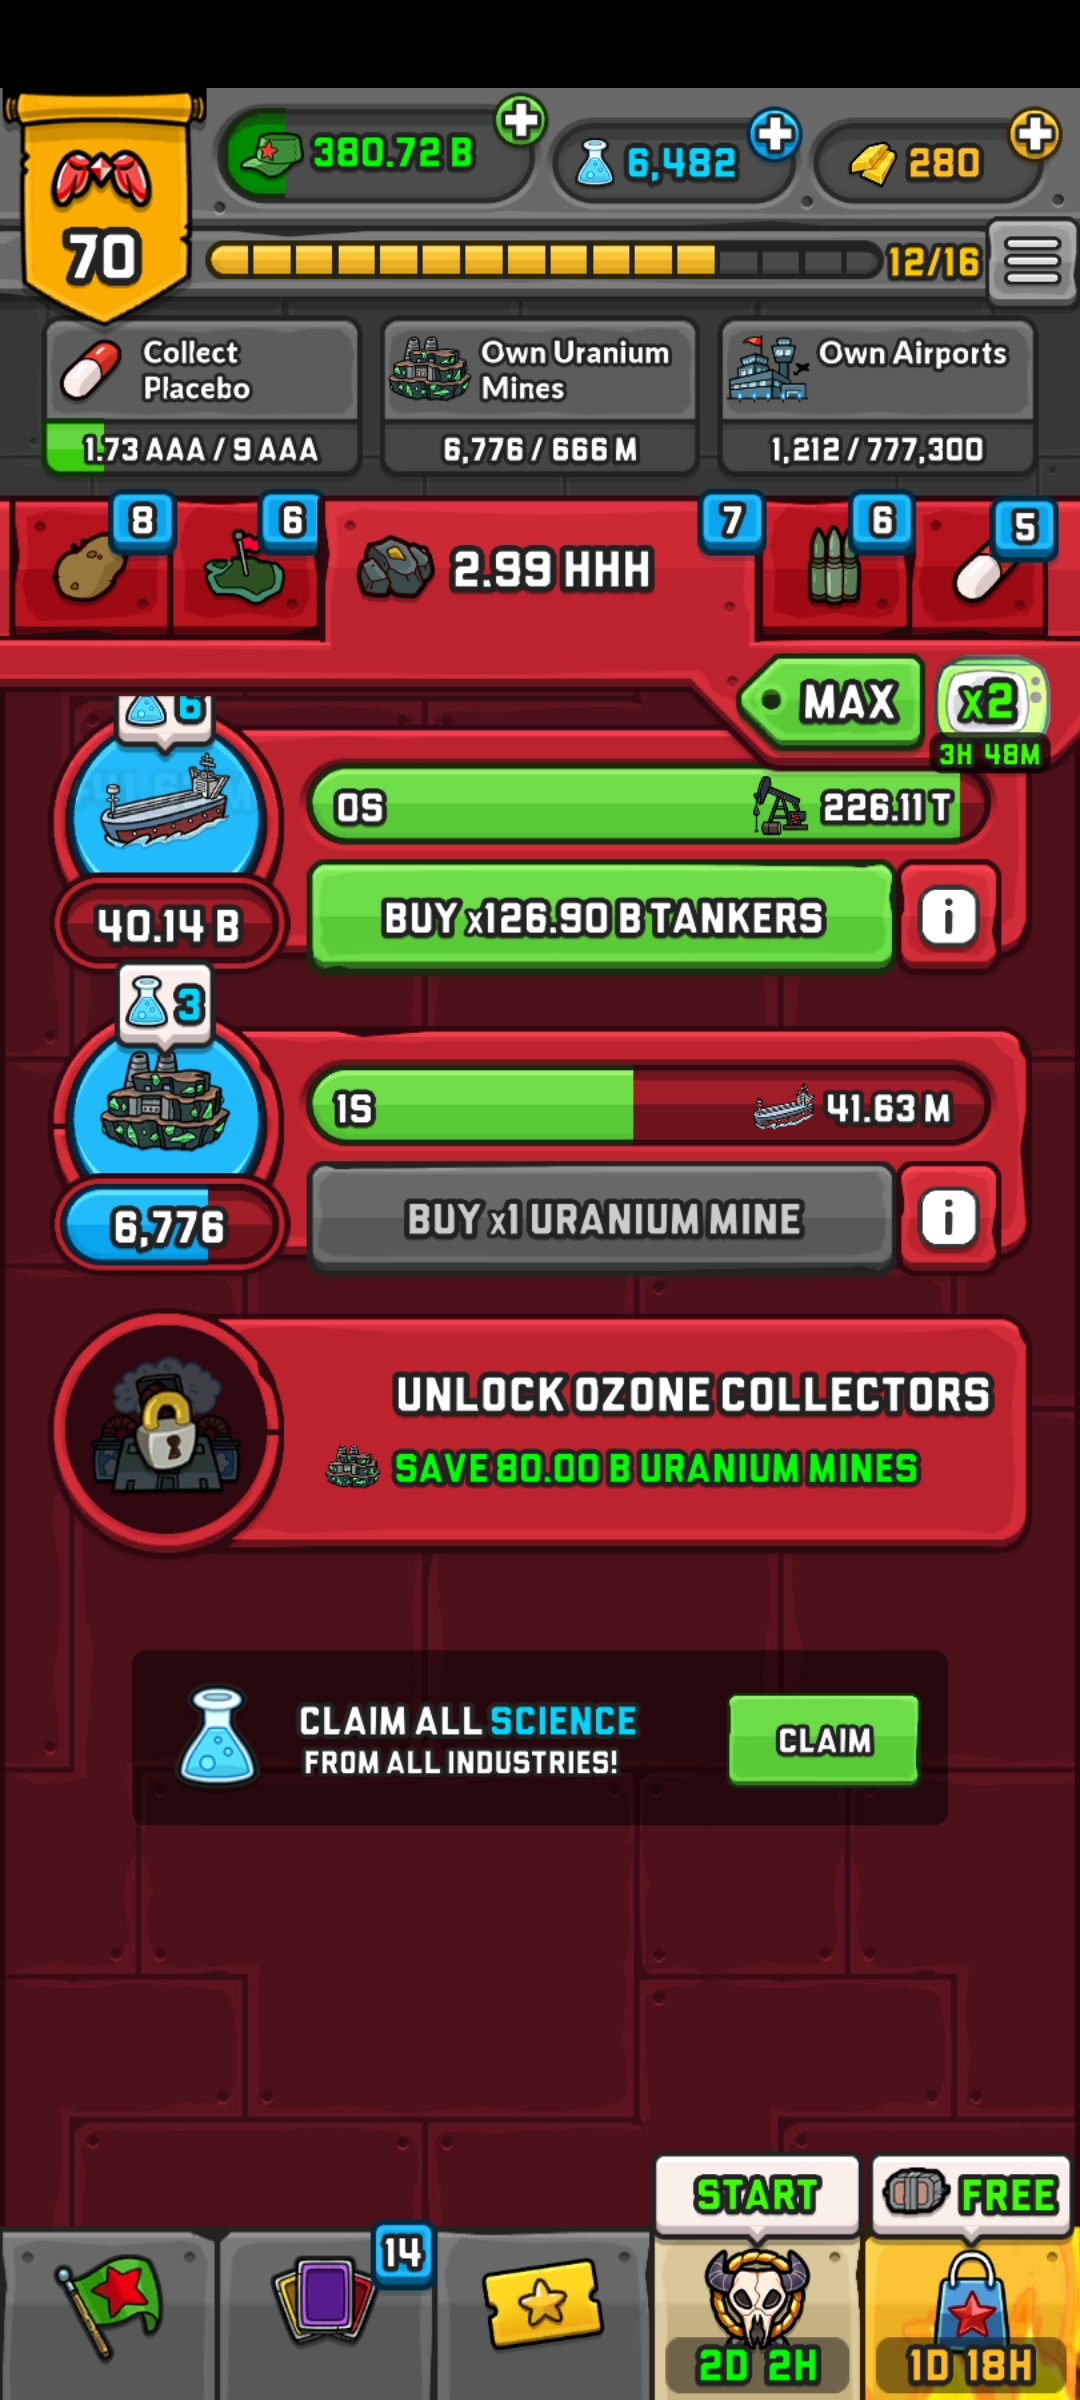 380.72 B
6,482
280
70
12/16
Collect
Placebo
1.73 AAA / 9 AAA
Own Uranium
Mines
6,776 / 666 M
Own Airports
1,212 / 777,300
8
6
2.99 HHH
7
6
5
MAX
x2
3H 48M
6
0S
226.11 T
40.14 B
BUY x126.90 B TANKERS
i
3
1S
41.63 M
6,776
BUY x1 URANIUM MINE
i
UNLOCK OZONE COLLECTORS
SAVE 80.00 B URANIUM MINES
CLAIM ALL SCIENCE
FROM ALL INDUSTRIES!
CLAIM
START
FREE
14
2D 2H
1D 18H